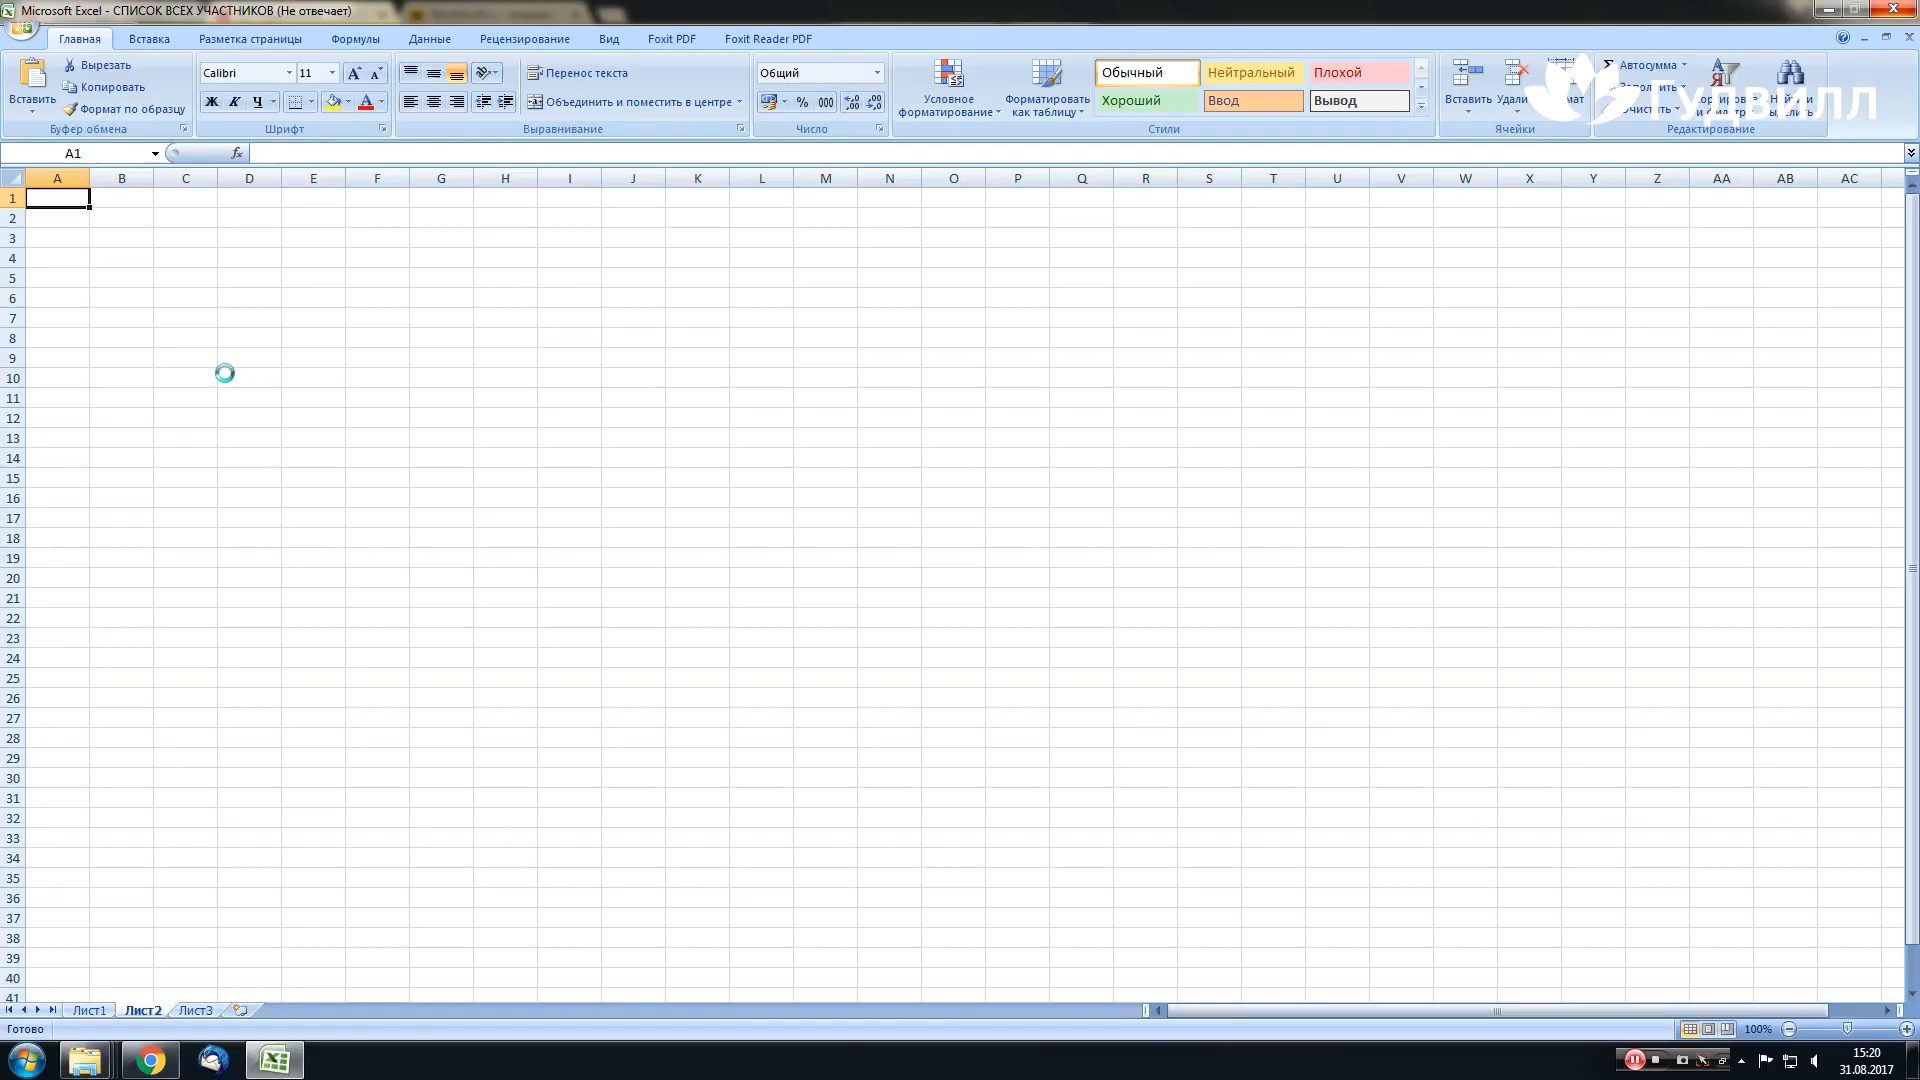 Microsoft Excel - СПИСОК ВСЕХ УЧАСТНИКОВ (Не отвечает)
Главная Вставка Разметка страницы Формулы Данные Рецензирование Вид Foxit PDF Foxit Reader PDF
Вставить
Вырезать
Копировать
Формат по образцу
Буфер обмена
Calibri 11
Ж К Ч
Шрифт
Перенос текста
Объединить и поместить в центре
Выравнивание
Общий
% 000
Число
Условное форматирование
Форматировать как таблицу
Обычный Нейтральный Плохой
Хороший Ввод Вывод
Стили
Вставить
Ячейки
Автосумма
Редактирование
Гудвилл
A1 fx
A B C D E F G H I J K L M N O P Q R S T U V W X Y Z AA AB AC
1
2
3
4
5
6
7
8
9
10
11
12
13
14
15
16
17
18
19
20
21
22
23
24
25
26
27
28
29
30
31
32
33
34
35
36
37
38
39
40
41
Лист1 Лист2 Лист3
Готово 100%
15:20
31.08.2017